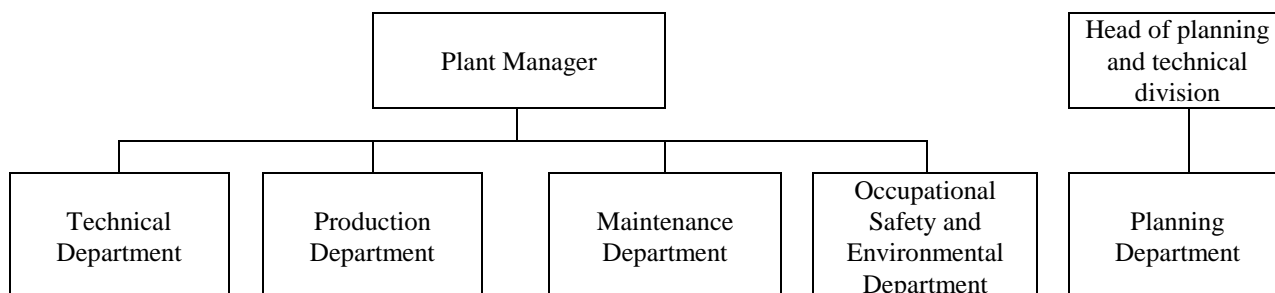 Plant Manager
Head of planning
and technical
division
Technical
Department
Production
Department
Maintenance
Department
Occupational
Safety and
Environmental
Department
Planning
Department